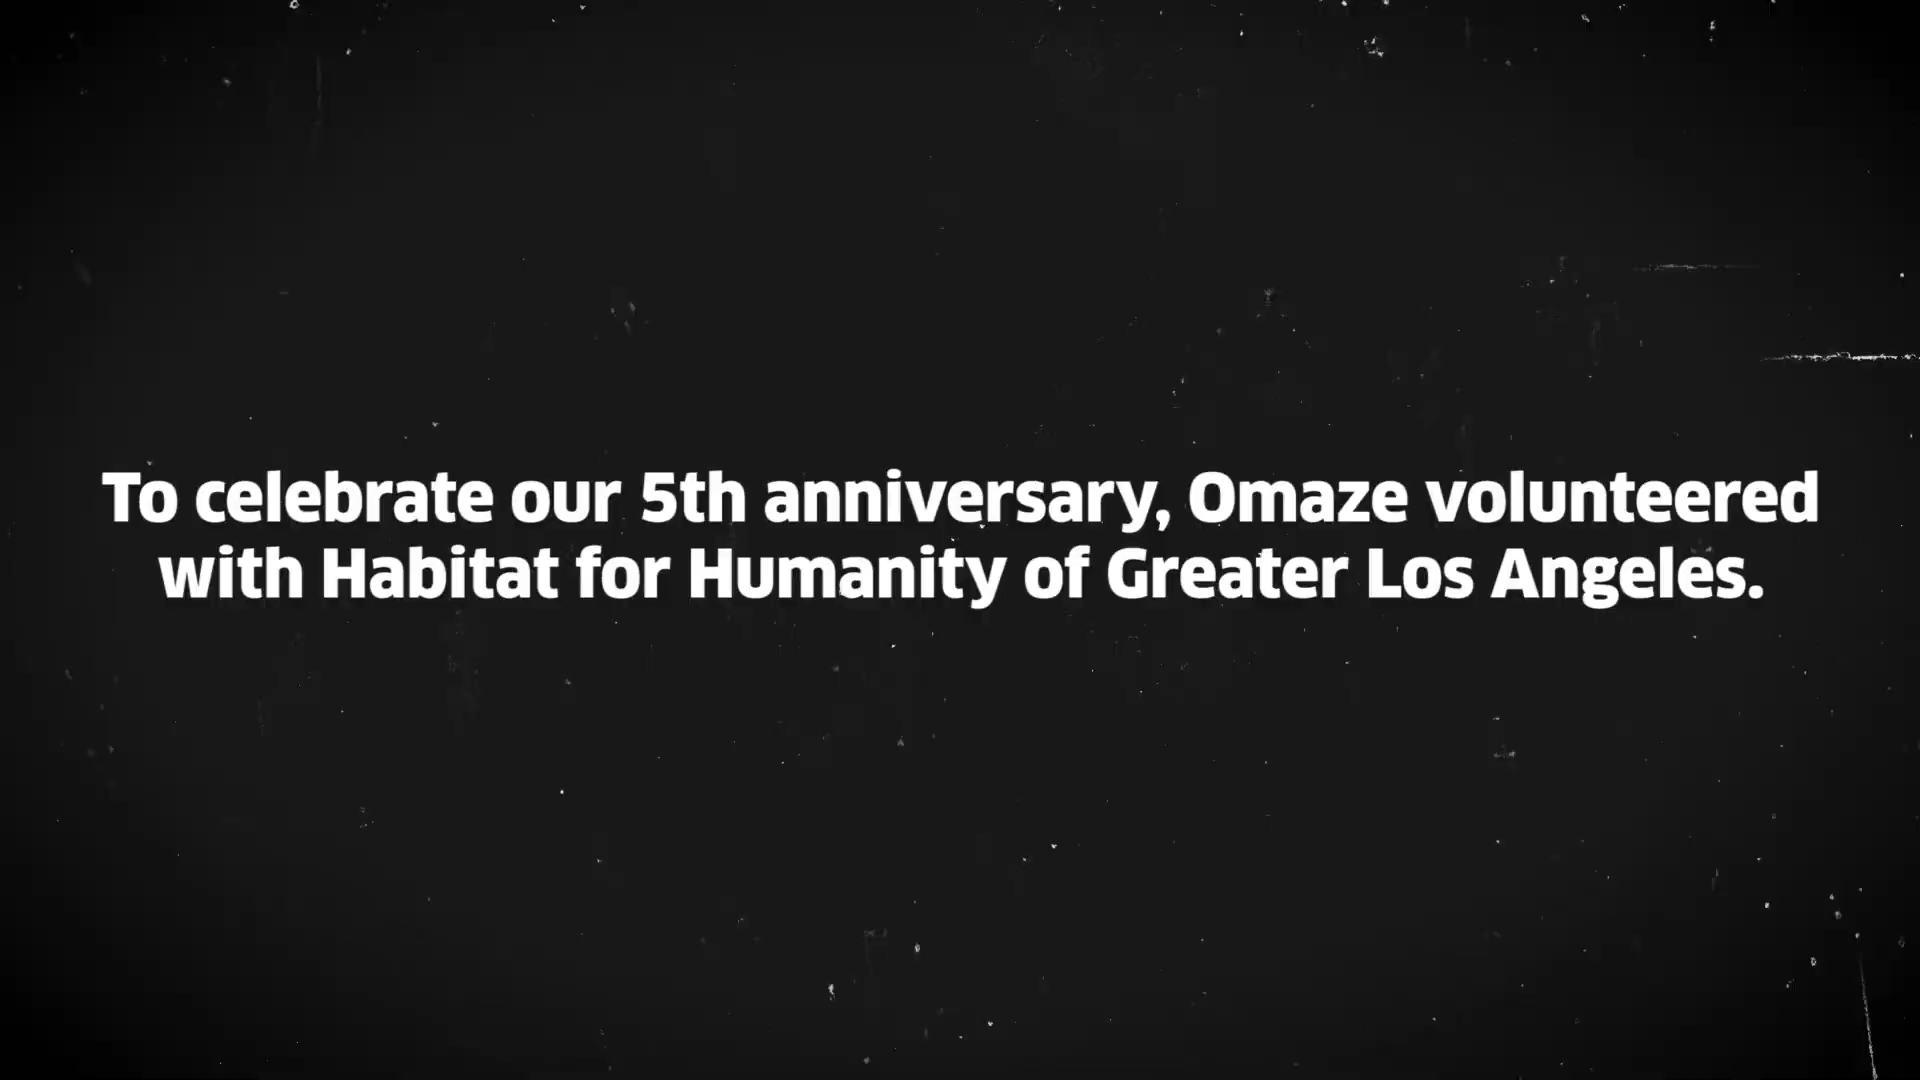 To celebrate our 5th anniversary, Omaze volunteered
with Habitat for Humanity of Greater Los Angeles.